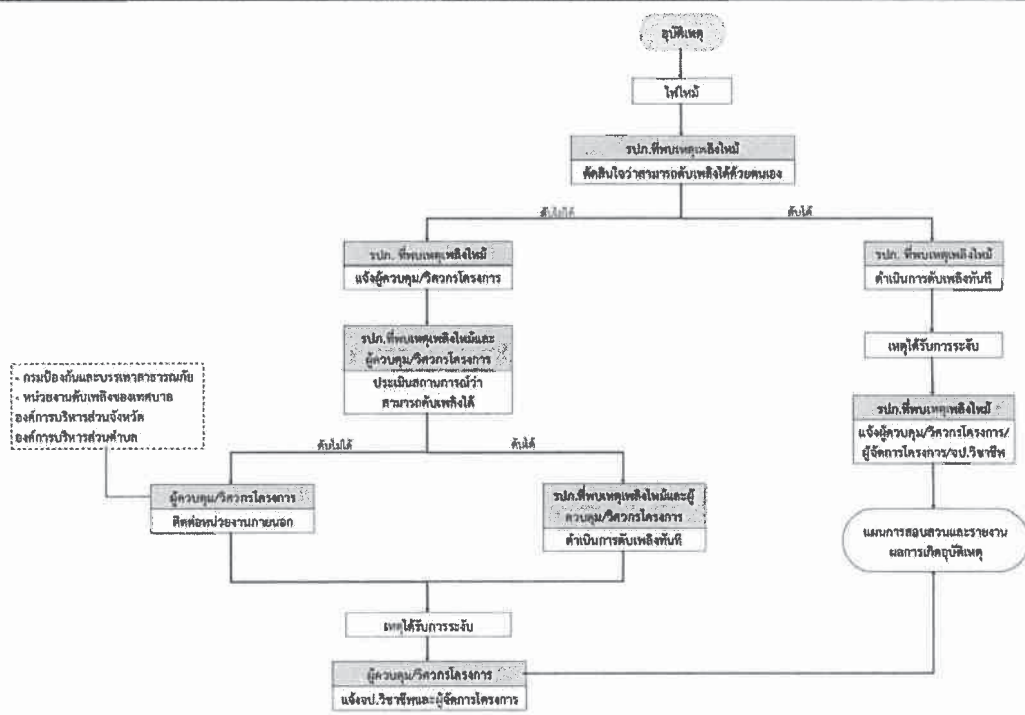 อุบัติเหตุ
ไฟไหม้
รปภ.ที่พบเหตุเพลิงไหม้
ตัดสินใจว่าสามารถดับเพลิงได้ด้วยตนเอง
ดับไม่ได้
ดับได้
รปภ. ที่พบเหตุเพลิงไหม้
แจ้งผู้ควบคุม/วิศวกรโครงการ
รปภ. ที่พบเหตุเพลิงไหม้
ดำเนินการดับเพลิงทันที
รปภ.ที่พบเหตุเพลิงไหม้และ
ผู้ควบคุม/วิศวกรโครงการ
ประเมินสถานการณ์ว่า
สามารถดับเพลิงได้
เหตุได้รับการระงับ
- กรมป้องกันและบรรเทาสาธารณภัย
- หน่วยงานดับเพลิงของเทศบาล
องค์การบริหารส่วนจังหวัด
องค์การบริหารส่วนตำบล
รปภ.ที่พบเหตุเพลิงไหม้
แจ้งผู้ควบคุม/วิศวกรโครงการ/
ผู้จัดการโครงการ/จป.วิชาชีพ
ดับไม่ได้
ดับได้
ผู้ควบคุม/วิศวกรโครงการ
ติดต่อหน่วยงานภายนอก
รปภ.ที่พบเหตุเพลิงไหม้และผู้
ควบคุม/วิศวกรโครงการ
ดำเนินการดับเพลิงทันที
แผนการสอบสวนและรายงาน
ผลการเกิดอุบัติเหตุ
เหตุได้รับการระงับ
ผู้ควบคุม/วิศวกรโครงการ
แจ้งจป.วิชาชีพและผู้จัดการโครงการ